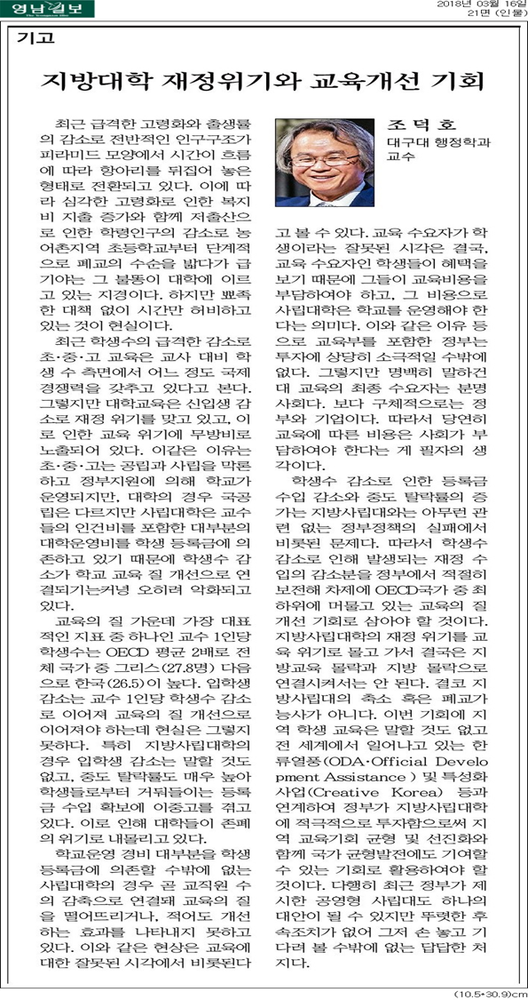 영남일보
The Yeongnam Ilbo
2018년 03월 16일
21면 (인물)
기고
지방대학 재정위기와 교육개선 기회
조 덕 호
대구대 행정학과
교수
최근 급격한 고령화와 출생률
의 감소로 전반적인 인구구조가
피라미드 모양에서 시간이 흐름
에 따라 항아리를 뒤집어 놓은
형태로 전환되고 있다. 이에 따
라 심각한 고령화로 인한 복지
비 지출 증가와 함께 저출산으
로 인한 학령인구의 감소로 농
어촌지역 초등학교부터 단계적
으로 폐교의 수순을 밟다가 급
기야는 그 불똥이 대학에 이르
고 있는 지경이다. 하지만 뾰족
한 대책 없이 시간만 허비하고
있는 것이 현실이다.
최근 학생수의 급격한 감소로
초·중·고 교육은 교사 대비 학
생 수 측면에서 어느 정도 국제
경쟁력을 갖추고 있다고 본다.
그렇지만 대학교육은 신입생 감
소로 재정 위기를 맞고 있고, 이
로 인한 교육 위기에 무방비로
노출되어 있다. 이같은 이유는
초·중·고는 공립과 사립을 막론
하고 정부지원에 의해 학교가
운영되지만, 대학의 경우 국공
립은 다르지만 사립대학은 교수
들의 인건비를 포함한 대부분의
대학운영비를 학생 등록금에 의
존하고 있기 때문에 학생수 감
소가 학교 교육 질 개선으로 연
결되기는커녕 오히려 악화되고
있다.
교육의 질 가운데 가장 대표
적인 지표 중 하나인 교수 1인당
학생수는 OECD 평균 2배로 전
체 국가 중 그리스(27.8명) 다음
으로 한국(26.5)이 높다. 입학생
감소는 교수 1인당 학생수 감소
로 이어져 교육의 질 개선으로
이어져야 하는데 현실은 그렇지
못하다. 특히 지방사립대학의
경우 입학생 감소는 말할 것도
없고, 중도 탈락률도 매우 높아
학생들로부터 거둬들이는 등록
금 수입 확보에 이중고를 겪고
있다. 이로 인해 대학들이 존폐
의 위기로 내몰리고 있다.
학교운영 경비 대부분을 학생
등록금에 의존할 수밖에 없는
사립대학의 경우 곧 교직원 수
의 감축으로 연결돼 교육의 질
을 떨어뜨리거나, 적어도 개선
하는 효과를 나타내지 못하고
있다. 이와 같은 현상은 교육에
대한 잘못된 시각에서 비롯된다
고 볼 수 있다. 교육 수요자가 학
생이라는 잘못된 시각은 결국,
교육 수요자인 학생들이 혜택을
보기 때문에 그들이 교육비용을
부담하여야 하고, 그 비용으로
사립대학은 학교를 운영해야 한
다는 의미다. 이와 같은 이유 등
으로 교육부를 포함한 정부는
투자에 상당히 소극적일 수밖에
없다. 그렇지만 명백히 말하건
대 교육의 최종 수요자는 분명
사회다. 보다 구체적으로는 정
부와 기업이다. 따라서 당연히
교육에 따른 비용은 사회가 부
담하여야 한다는 게 필자의 생
각이다.
학생수 감소로 인한 등록금
수입 감소와 중도 탈락률의 증
가는 지방사립대와는 아무런 관
련 없는 정부정책의 실패에서
비롯된 문제다. 따라서 학생수
감소로 인해 발생되는 재정 수
입의 감소분을 정부에서 적절히
보전해 차제에 OECD국가 중 최
하위에 머물고 있는 교육의 질
개선 기회로 삼아야 할 것이다.
지방사립대학의 재정 위기를 교
육 위기로 몰고 가서 결국은 지
방교육 몰락과 지방 몰락으로
연결시켜서는 안 된다. 결코 지
방사립대의 축소 혹은 폐교가
능사가 아니다. 이번 기회에 지
역 학생 교육은 말할 것도 없고
전 세계에서 일어나고 있는 한
류열풍(ODA·Official Develo
pment Assistance ) 및 특성화
사업(Creative Korea) 등과
연계하여 정부가 지방사립대학
에 적극적으로 투자함으로써 지
역 교육기회 균형 및 선진화와
함께 국가 균형발전에도 기여할
수 있는 기회로 활용하여야 할
것이다. 다행히 최근 정부가 제
시한 공영형 사립대도 하나의
대안이 될 수 있지만 뚜렷한 후
속조치가 없어 그저 손 놓고 기
다려 볼 수밖에 없는 답답한 처
지다.
(10.5*30.9)cm